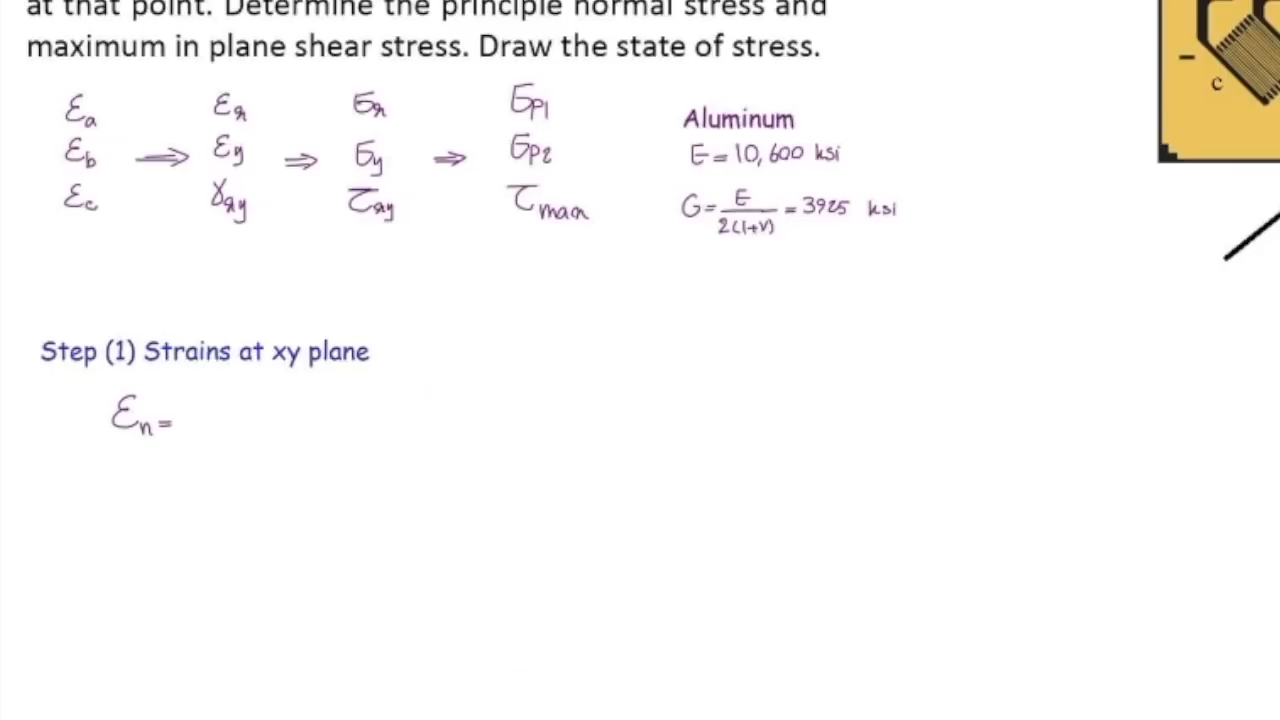 at that point. Determine the principle normal stress and
maximum in plane shear stress. Draw the state of stress.
εa εx σx σp1
εb ⇒ εy ⇒ σy ⇒ σp2
εc γxy τxy τmax
Aluminum
E = 10,600 ksi
G = E / 2(1+ν) = 3925 ksi
c
Step (1) Strains at xy plane
εn =